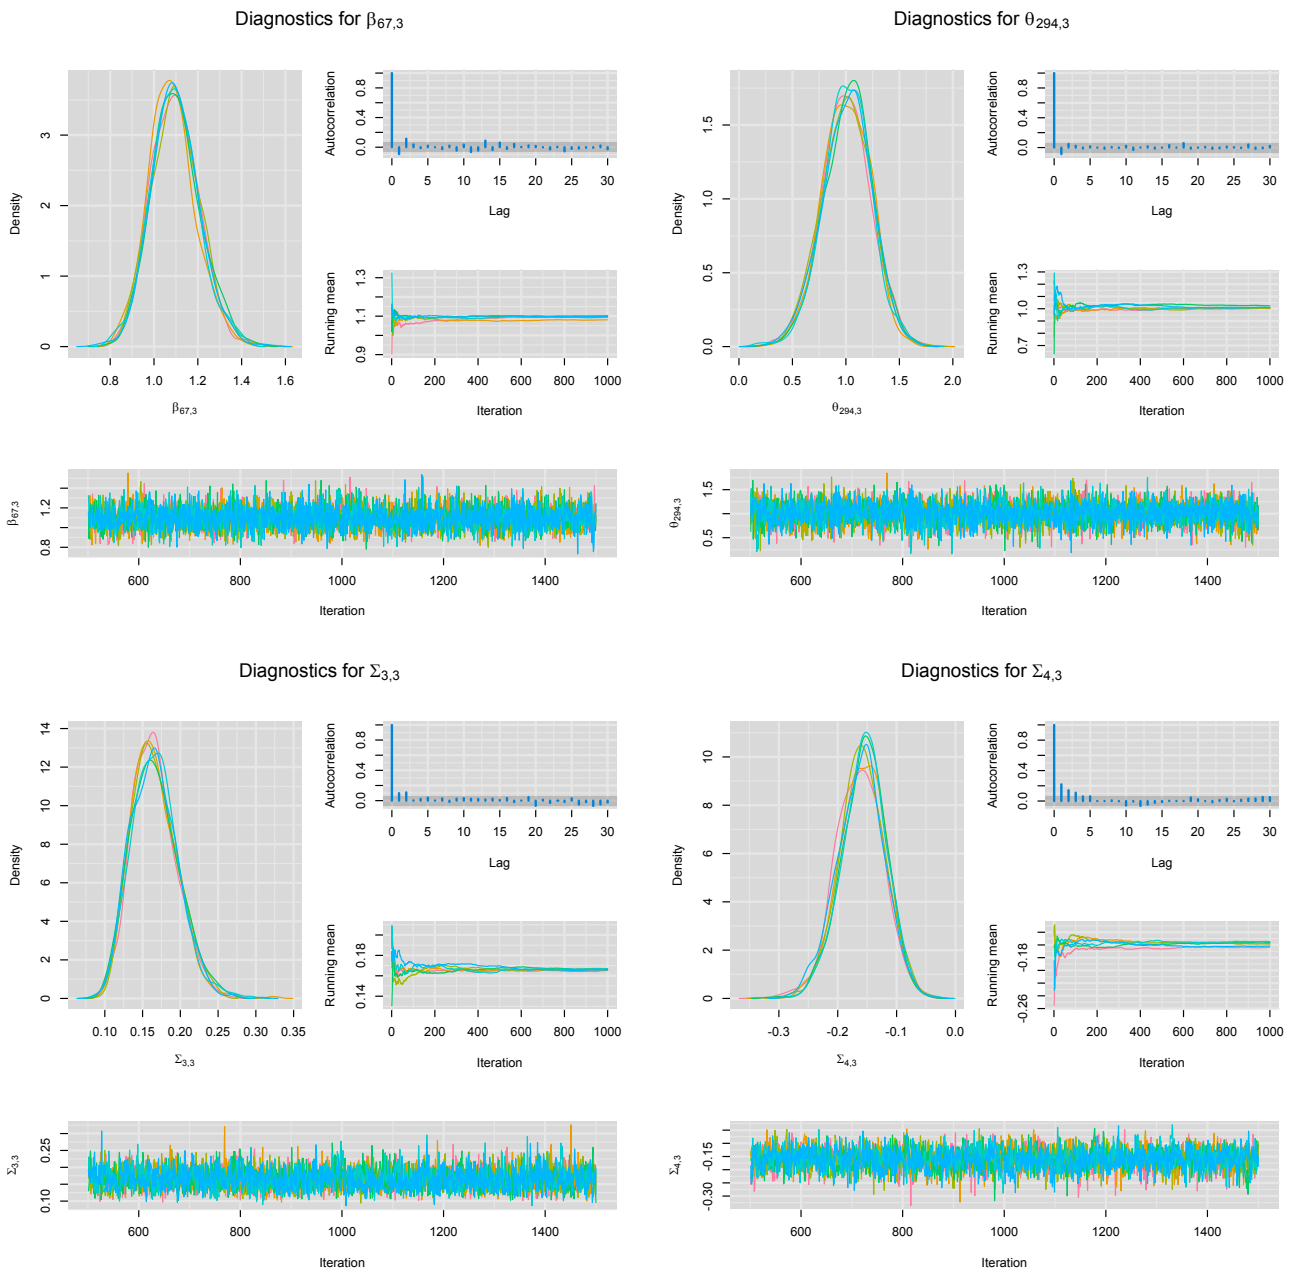 Diagnostics for β67,3
Density
0 1 2 3
0.8 1.0 1.2 1.4 1.6
β67,3
Autocorrelation
0.0 0.4 0.8
0 5 10 15 20 25 30
Lag
Running mean
0.9 1.1 1.3
0 200 400 600 800 1000
Iteration
β67,3
0.8 1.2
600 800 1000 1200 1400
Iteration
Diagnostics for θ294,3
Density
0.0 0.5 1.0 1.5
0.0 0.5 1.0 1.5 2.0
θ294,3
Autocorrelation
0.0 0.4 0.8
0 5 10 15 20 25 30
Lag
Running mean
0.7 1.0 1.3
0 200 400 600 800 1000
Iteration
θ294,3
0.5 1.5
600 800 1000 1200 1400
Iteration
Diagnostics for Σ3,3
Density
0 2 4 6 8 10 12 14
0.10 0.15 0.20 0.25 0.30 0.35
Σ3,3
Autocorrelation
0.0 0.4 0.8
0 5 10 15 20 25 30
Lag
Running mean
0.14 0.18
0 200 400 600 800 1000
Iteration
Σ3,3
0.10 0.25
600 800 1000 1200 1400
Iteration
Diagnostics for Σ4,3
Density
0 2 4 6 8 10
-0.3 -0.2 -0.1 0.0
Σ4,3
Autocorrelation
0.0 0.4 0.8
0 5 10 15 20 25 30
Lag
Running mean
-0.26 -0.18
0 200 400 600 800 1000
Iteration
Σ4,3
-0.30 -0.15
600 800 1000 1200 1400
Iteration